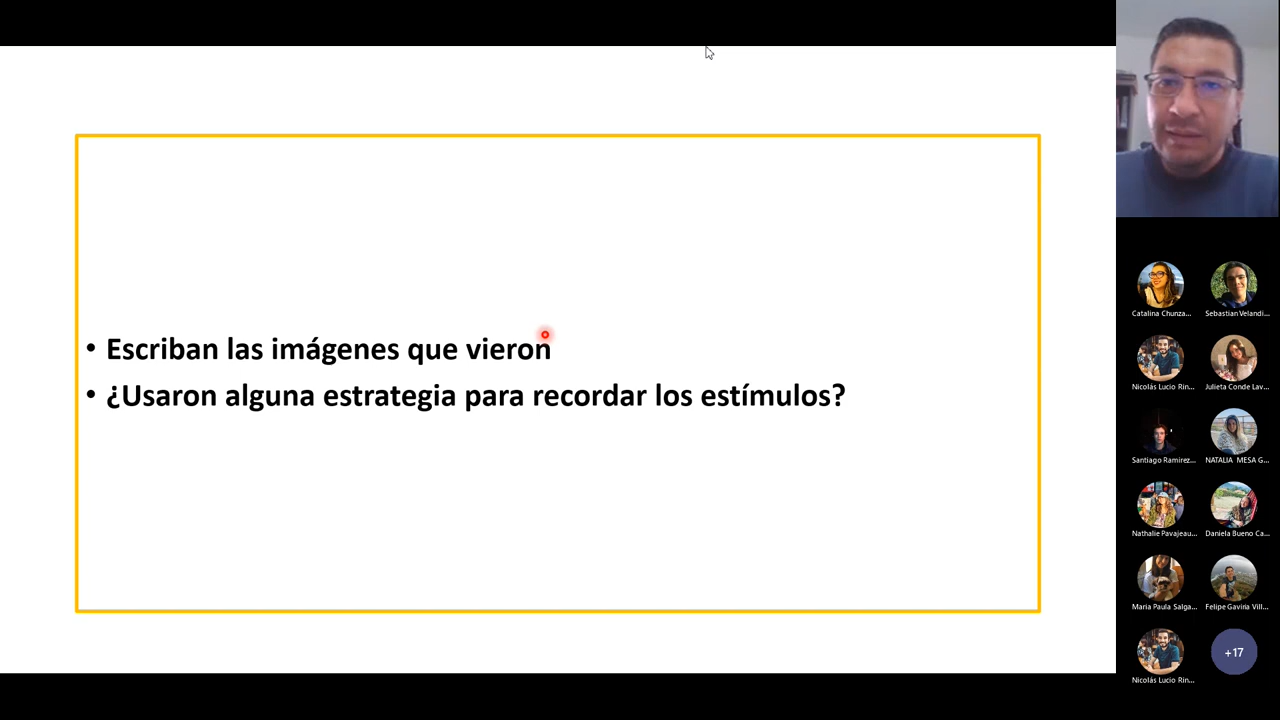 • Escriban las imágenes que vieron
• ¿Usaron alguna estrategia para recordar los estímulos?
Catalina Chunza...
Sebastian Velandi...
Nicolás Lucio Rin...
Julieta Conde Lav...
Santiago Ramirez...
NATALIA MESA G...
Nathalie Pavajeau...
Daniela Bueno Ca...
Maria Paula Salga...
Felipe Gaviria Vill...
Nicolás Lucio Rin...
+17